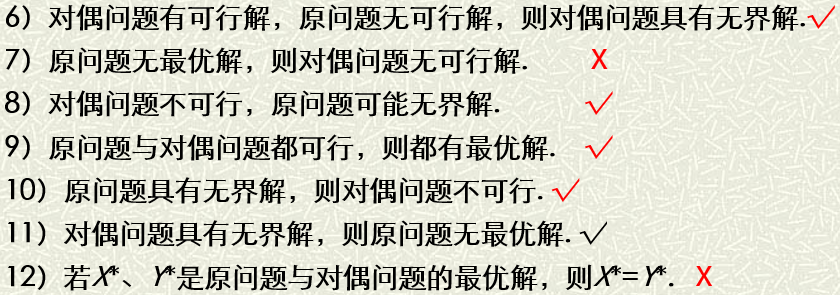 6）对偶问题有可行解，原问题无可行解，则对偶问题具有无界解.√
7）原问题无最优解，则对偶问题无可行解. X
8）对偶问题不可行，原问题可能无界解. √
9）原问题与对偶问题都可行，则都有最优解. √
10）原问题具有无界解，则对偶问题不可行. √
11）对偶问题具有无界解，则原问题无最优解. √
12）若X*、Y*是原问题与对偶问题的最优解，则X*=Y*. X